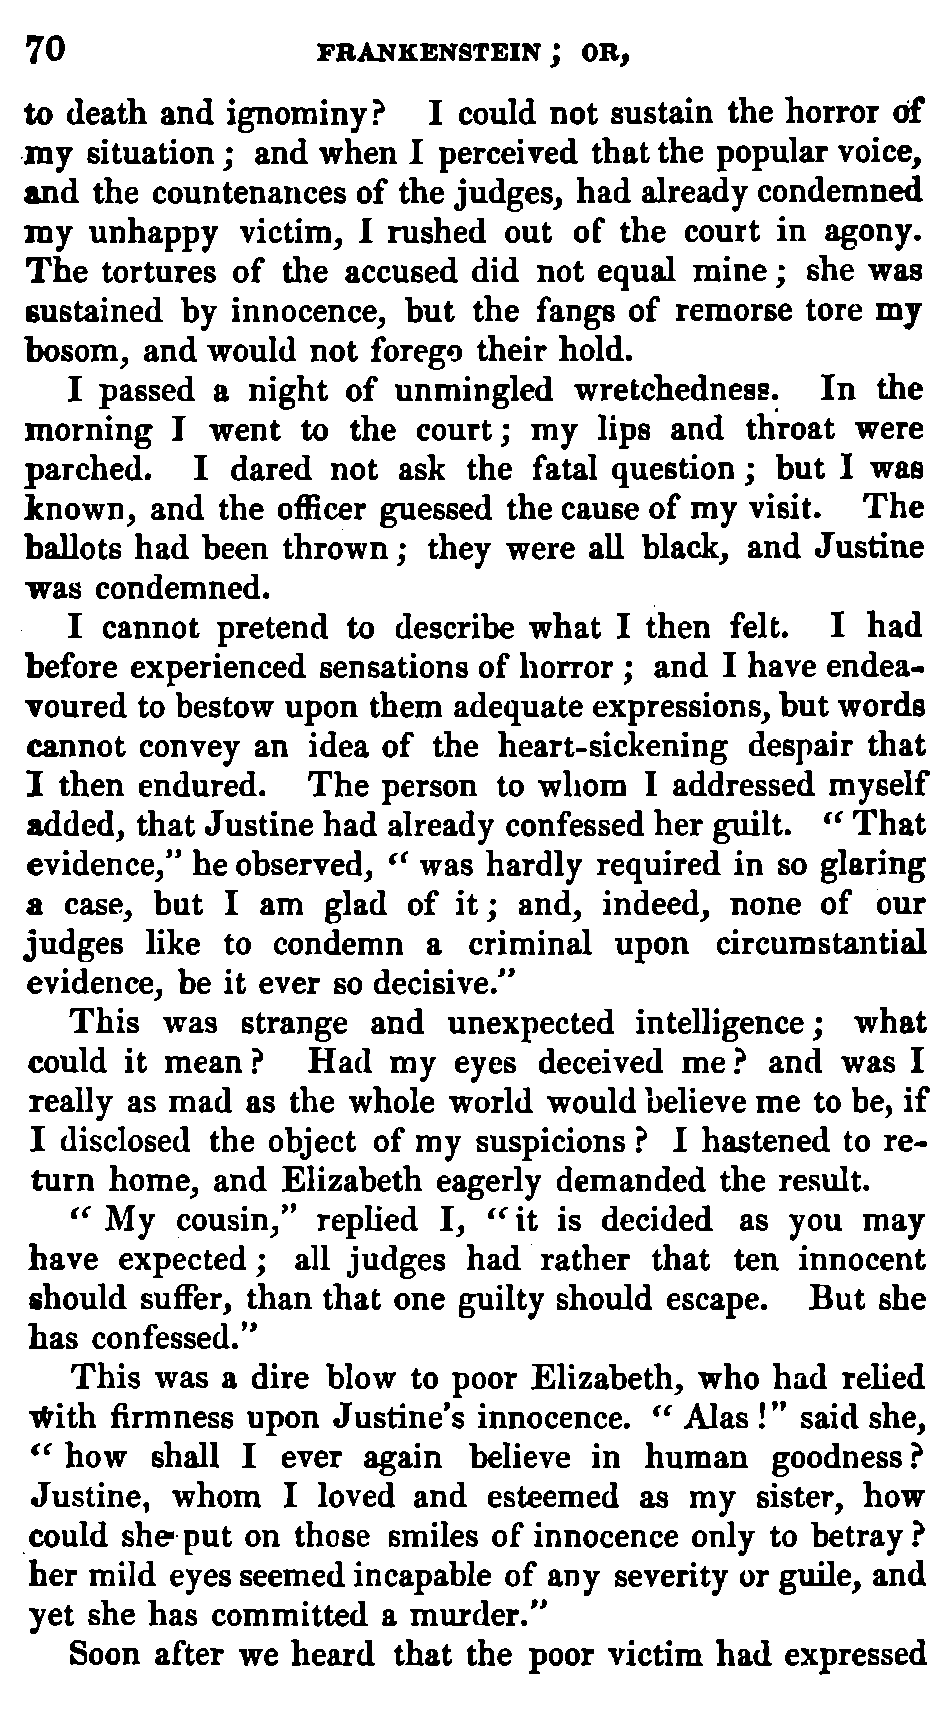 70 FRANKENSTEIN; OR,
to death and ignominy? I could not sustain the horror of
my situation; and when I perceived that the popular voice,
and the countenances of the judges, had already condemned
my unhappy victim, I rushed out of the court in agony.
The tortures of the accused did not equal mine; she was
sustained by innocence, but the fangs of remorse tore my
bosom, and would not forego their hold.
I passed a night of unmingled wretchedness. In the
morning I went to the court; my lips and throat were
parched. I dared not ask the fatal question; but I was
known, and the officer guessed the cause of my visit. The
ballots had been thrown; they were all black, and Justine
was condemned.
I cannot pretend to describe what I then felt. I had
before experienced sensations of horror; and I have endea-
voured to bestow upon them adequate expressions, but words
cannot convey an idea of the heart-sickening despair that
I then endured. The person to whom I addressed myself
added, that Justine had already confessed her guilt. "That
evidence," he observed, "was hardly required in so glaring
a case, but I am glad of it; and, indeed, none of our
judges like to condemn a criminal upon circumstantial
evidence, be it ever so decisive."
This was strange and unexpected intelligence; what
could it mean? Had my eyes deceived me? and was I
really as mad as the whole world would believe me to be, if
I disclosed the object of my suspicions? I hastened to re-
turn home, and Elizabeth eagerly demanded the result.
"My cousin," replied I, "it is decided as you may
have expected; all judges had rather that ten innocent
should suffer, than that one guilty should escape. But she
has confessed."
This was a dire blow to poor Elizabeth, who had relied
with firmness upon Justine's innocence. "Alas!" said she,
"how shall I ever again believe in human goodness?
Justine, whom I loved and esteemed as my sister, how
could she put on those smiles of innocence only to betray?
her mild eyes seemed incapable of any severity or guile, and
yet she has committed a murder."
Soon after we heard that the poor victim had expressed